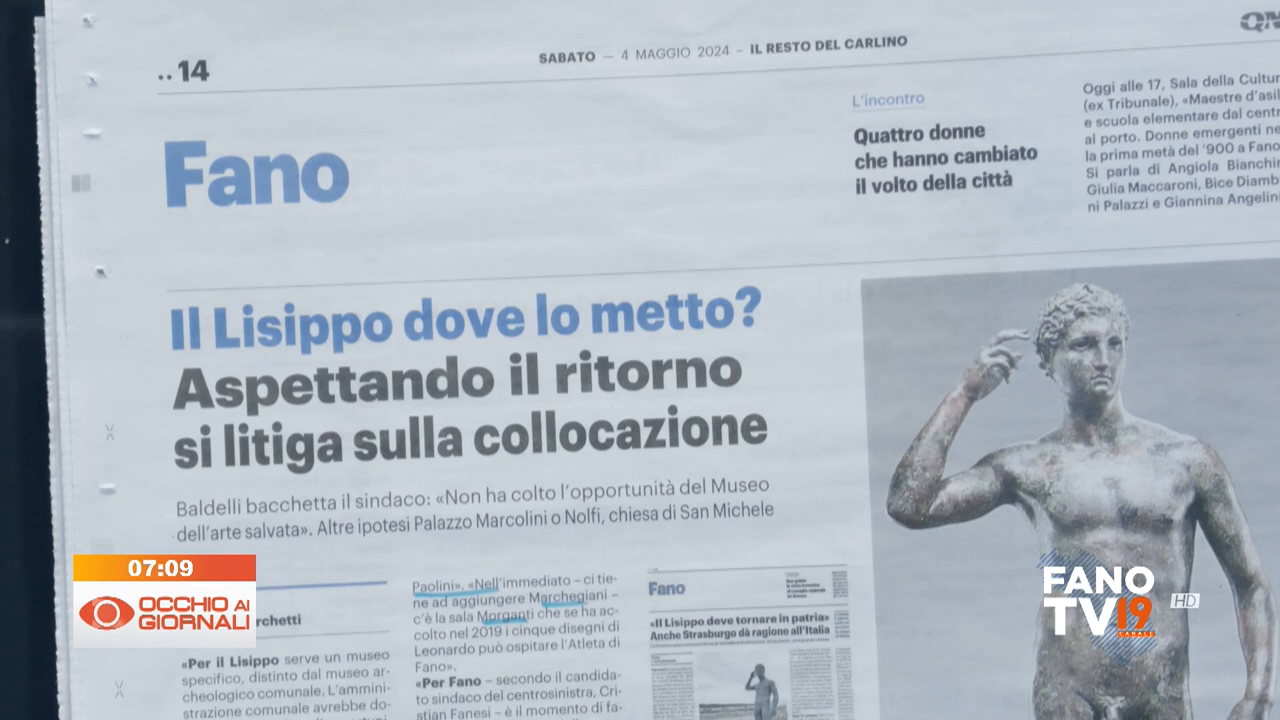 .. 14
SABATO — 4 MAGGIO 2024 – IL RESTO DEL CARLINO
QN
Fano
L'incontro
Quattro donne
che hanno cambiato
il volto della città
Oggi alle 17, Sala della Cultur
(ex Tribunale), «Maestre d'asil
e scuola elementare dal centr
al porto. Donne emergenti ne
la prima metà del '900 a Fano
Si parla di Angiola Bianchin
Giulia Maccaroni, Bice Diamb
ni Palazzi e Giannina Angelini
Il Lisippo dove lo metto?
Aspettando il ritorno
si litiga sulla collocazione
Baldelli bacchetta il sindaco: «Non ha colto l'opportunità del Museo
dell'arte salvata». Altre ipotesi Palazzo Marcolini o Nolfi, chiesa di San Michele
07:09
OCCHIO AI
GIORNALI
rchetti
«Per il Lisippo serve un museo
specifico, distinto dal museo ar-
cheologico comunale. L'ammini-
strazione comunale avrebbe do-
Paolini». «Nell'immediato – ci tie-
ne ad aggiungere Marchegiani –
c'è la sala Morganti che se ha ac-
colto nel 2019 i cinque disegni di
Leonardo può ospitare l'Atleta di
Fano».
«Per Fano – secondo il candida-
to sindaco del centrosinistra, Cri-
stian Fanesi – è il momento di fa-
Fano
«Il Lisippo deve tornare in patria»
Anche Strasburgo dà ragione all'Italia
FANO
TV19
CANALE
HD